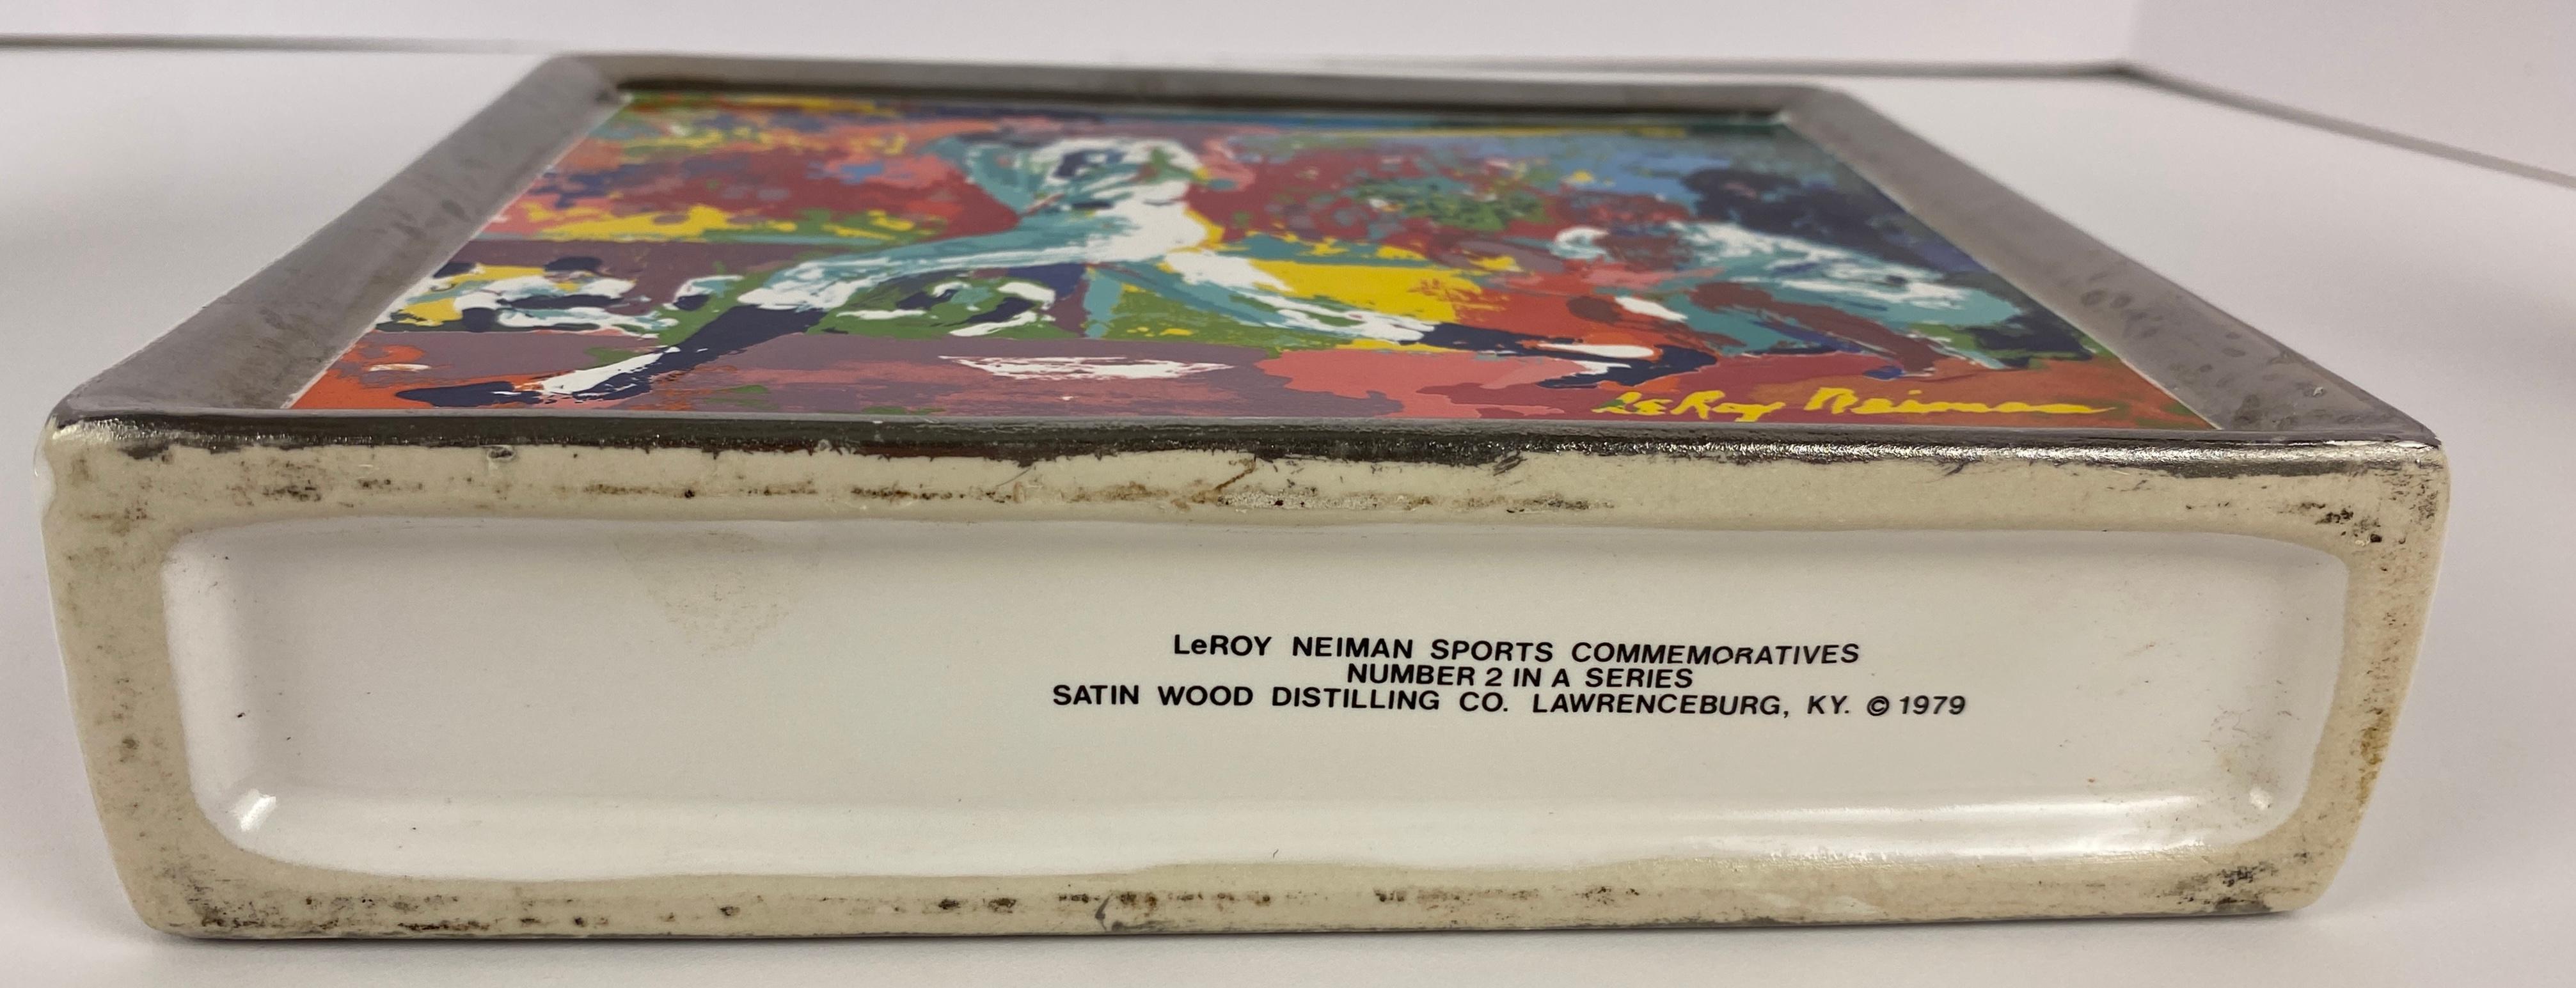 LeRoy Neiman
LeROY NEIMAN SPORTS COMMEMORATIVES
NUMBER 2 IN A SERIES
SATIN WOOD DISTILLING CO. LAWRENCEBURG, KY. © 1979